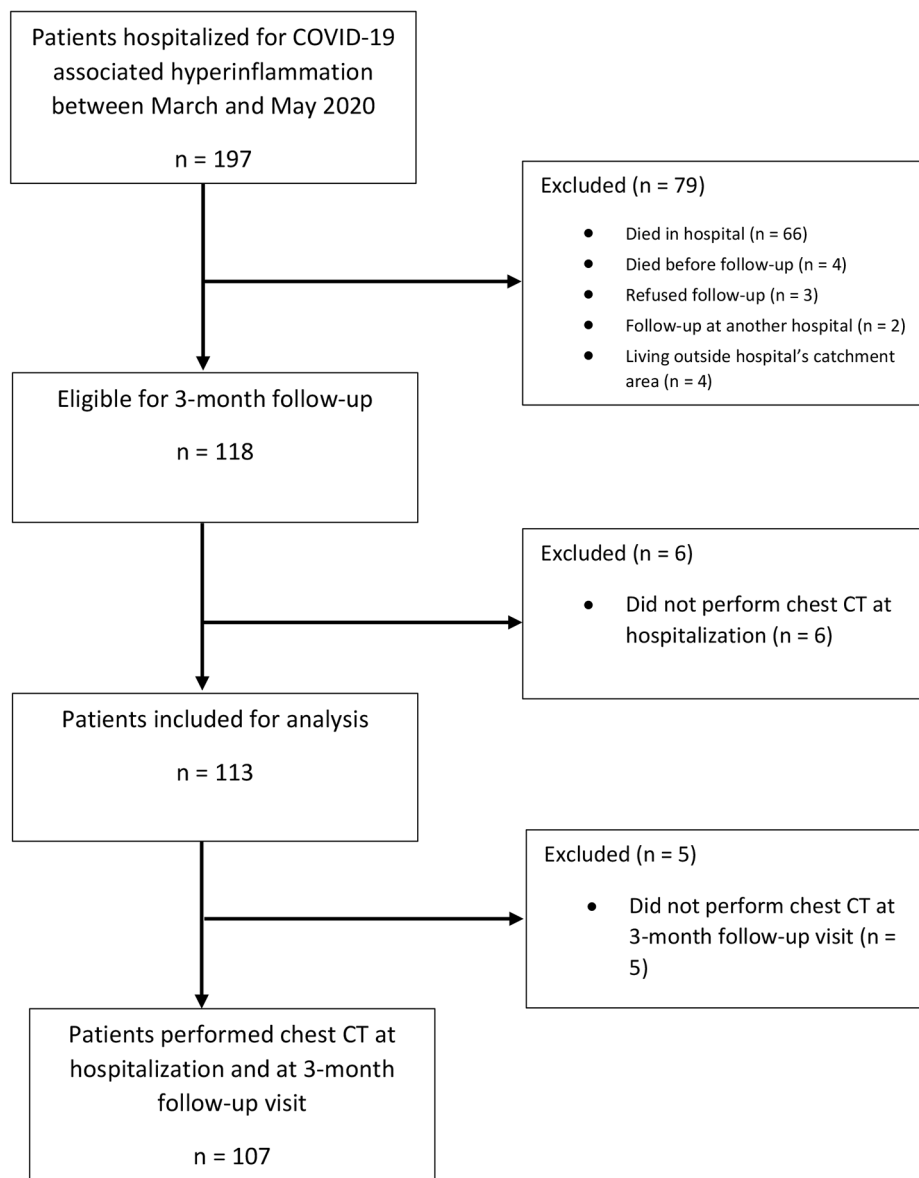 Patients hospitalized for COVID-19
associated hyperinflammation
between March and May 2020
n = 197
Excluded (n = 79)
● Died in hospital (n = 66)
● Died before follow-up (n = 4)
● Refused follow-up (n = 3)
● Follow-up at another hospital (n = 2)
● Living outside hospital's catchment
area (n = 4)
Eligible for 3-month follow-up
n = 118
Excluded (n = 6)
● Did not perform chest CT at
hospitalization (n = 6)
Patients included for analysis
n = 113
Excluded (n = 5)
● Did not perform chest CT at
3-month follow-up visit (n =
5)
Patients performed chest CT at
hospitalization and at 3-month
follow-up visit
n = 107